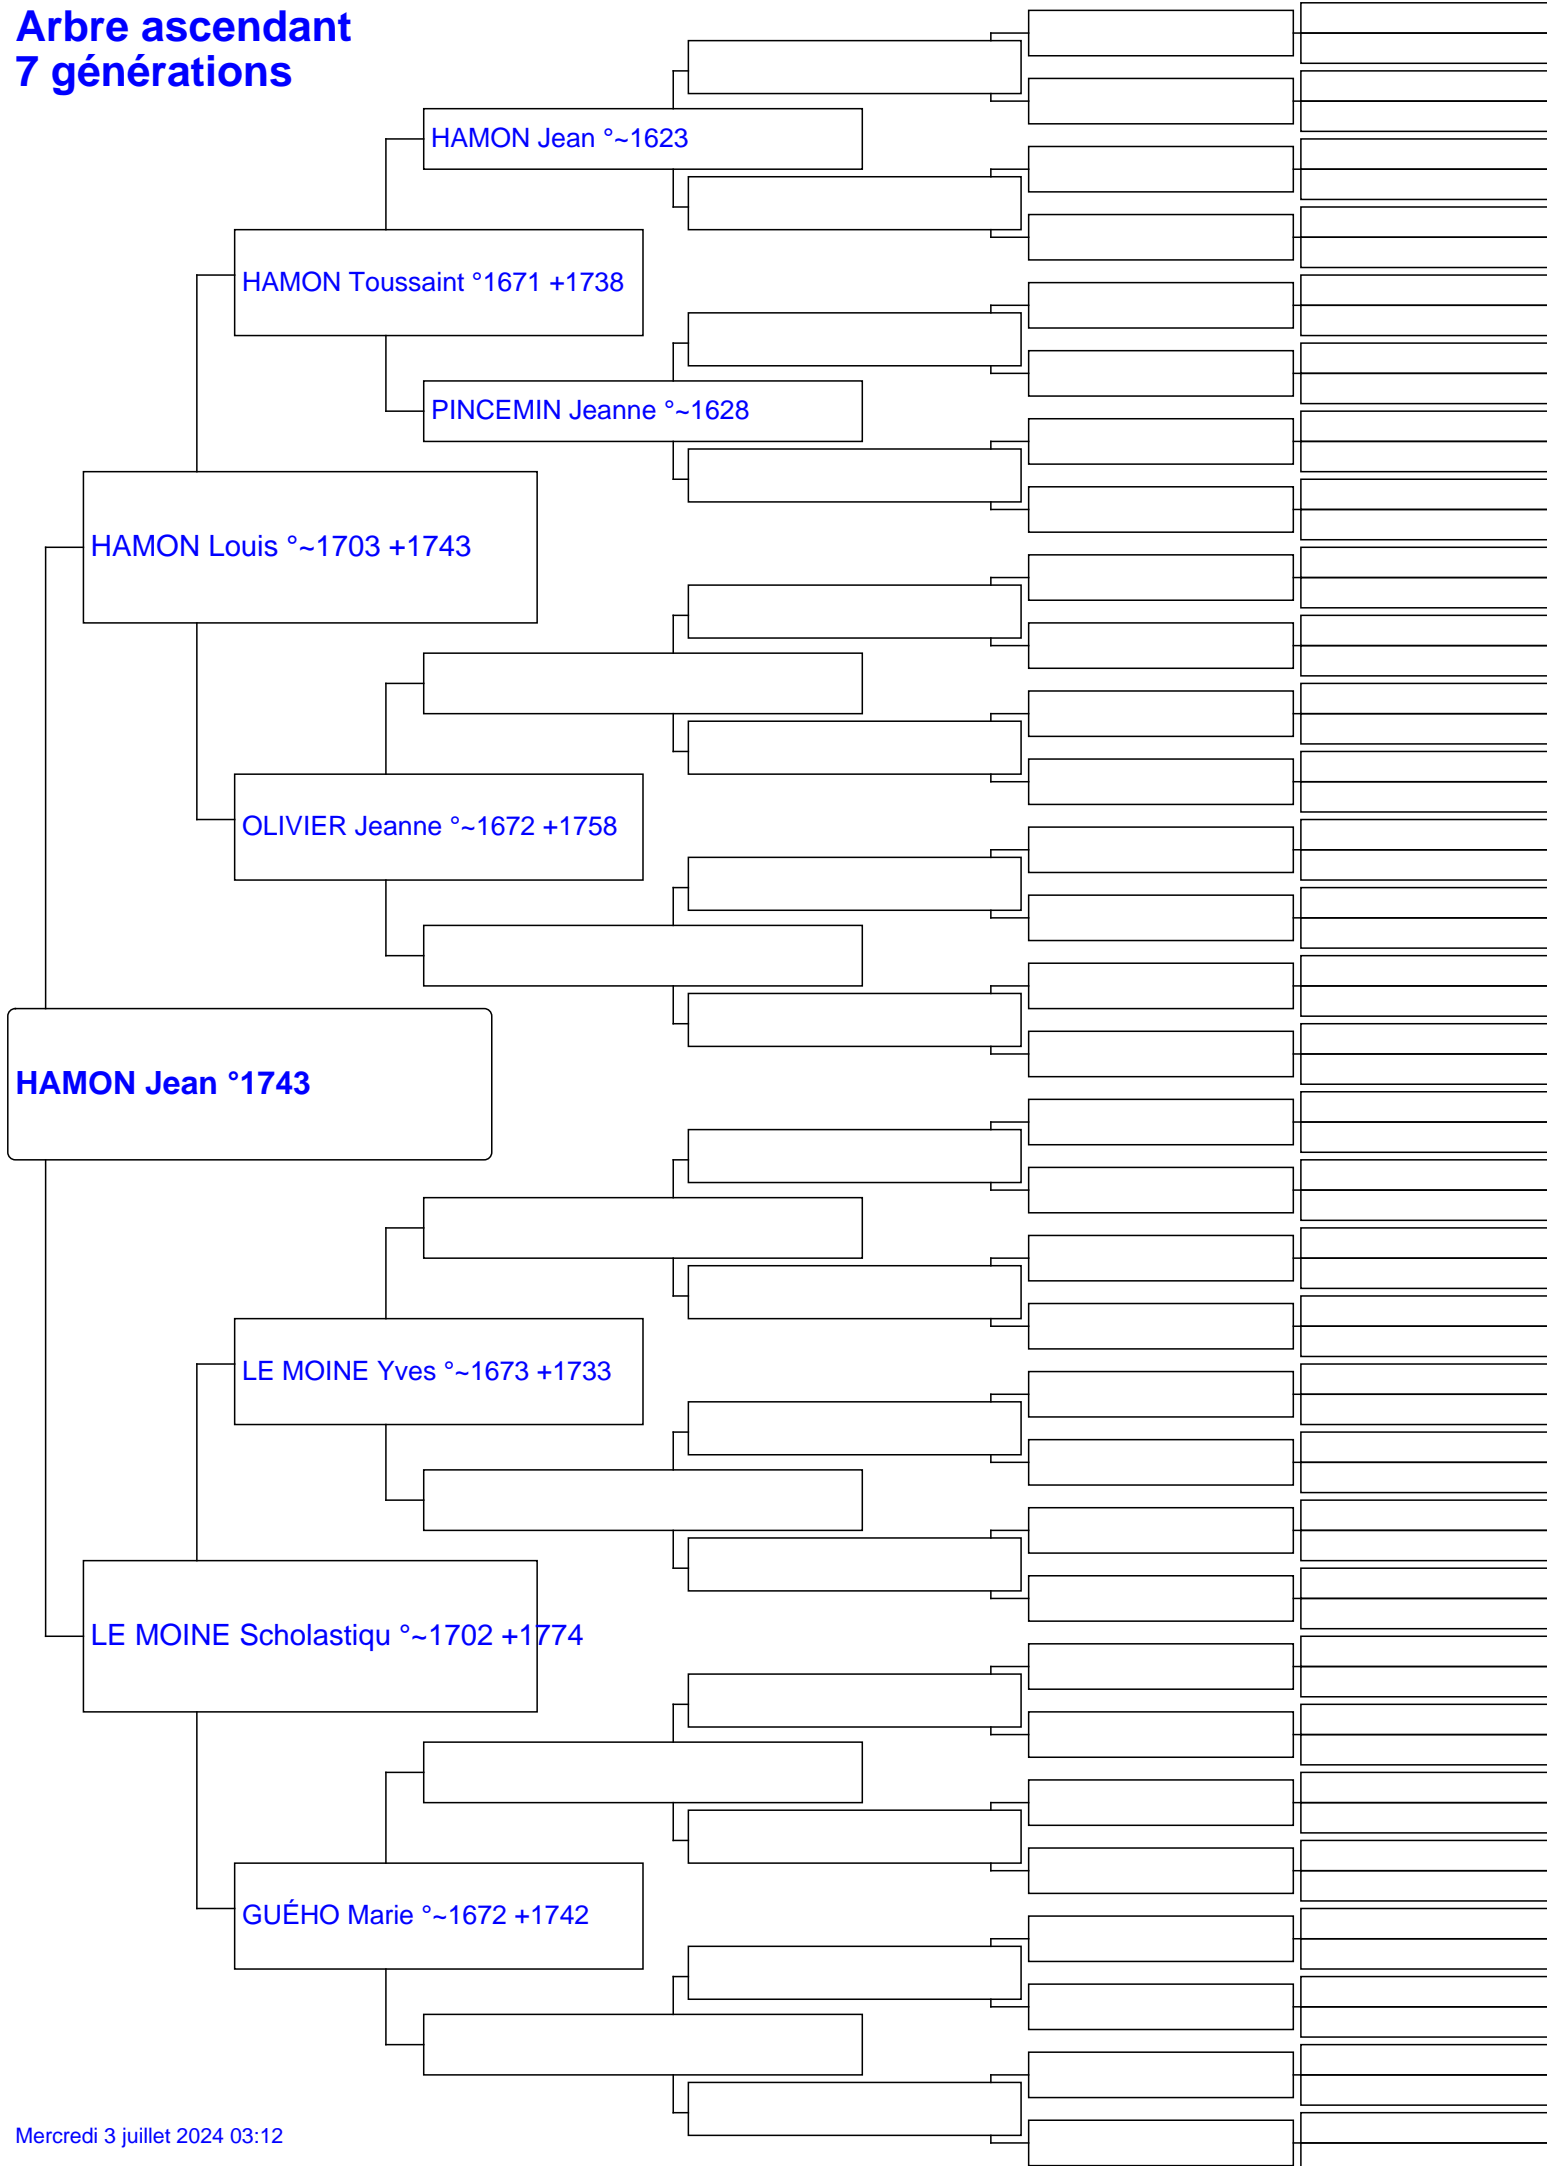 Arbre ascendant
7 générations
HAMON Jean °~1623
HAMON Toussaint °1671 +1738
PINCEMIN Jeanne °~1628
HAMON Louis °~1703 +1743
OLIVIER Jeanne °~1672 +1758
HAMON Jean °1743
LE MOINE Yves °~1673 +1733
LE MOINE Scholastiqu °~1702 +1774
GUÉHO Marie °~1672 +1742
Mercredi 3 juillet 2024 03:12